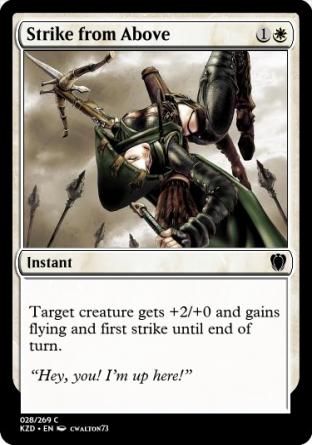 Strike from Above 1
Instant
Target creature gets +2/+0 and gains
flying and first strike until end of
turn.
“Hey, you! I'm up here!”
028/269 C
KZD • EN CWALTON73